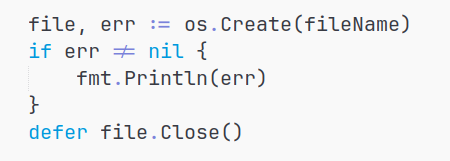 file, err := os.Create(fileName)
if err != nil {
    fmt.Println(err)
}
defer file.Close()